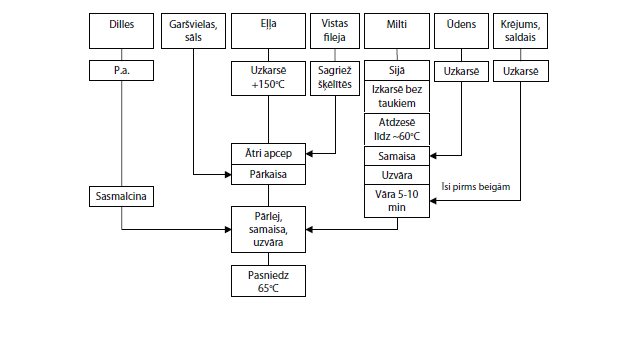 Dilles
Garšvielas,
sāls
Eļļa
Vistas
fileja
Milti
Ūdens
Krējums,
saldais
P.a.
Uzkarsē
+150°C
Sagriež
šķēlītēs
Sijā
Uzkarsē
Uzkarsē
Izkarsē bez
taukiem
Atdzesē
līdz ~60°C
Ātri apcep
Samaisa
Pārkaisa
Uzvāra
Īsi pirms beigām
Sasmalcina
Vāra 5-10
min
Pārlej,
samaisa,
uzvāra
Pasniedz
65°C